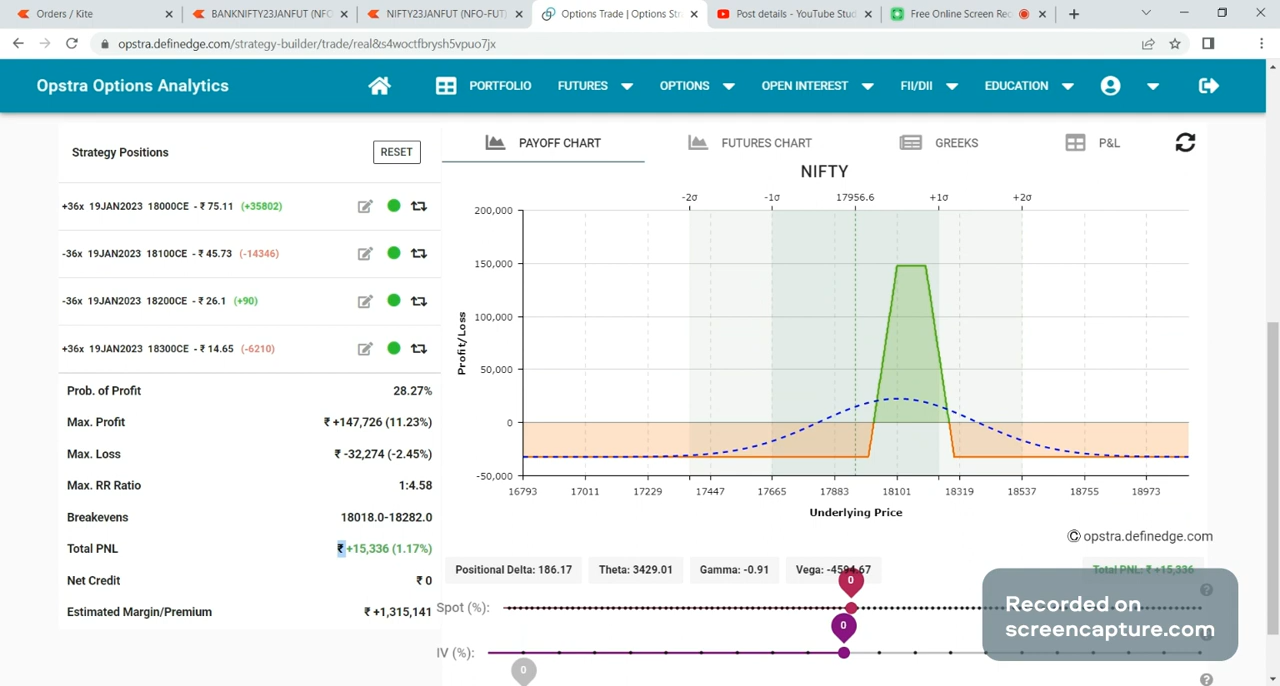 Orders / Kite
BANKNIFTY23JANFUT (NFO
NIFTY23JANFUT (NFO-FUT)
Options Trade | Options Str
Post details - YouTube Stud
Free Online Screen Rec
opstra.definedge.com/strategy-builder/trade/real&s4woctfbrysh5vpuo7jx
Opstra Options Analytics
PORTFOLIO
FUTURES
OPTIONS
OPEN INTEREST
FII/DII
EDUCATION
Strategy Positions
RESET
+36x 19JAN2023 18000CE - ₹ 75.11 (+35802)
-36x 19JAN2023 18100CE - ₹ 45.73 (-14346)
-36x 19JAN2023 18200CE - ₹ 26.1 (+90)
+36x 19JAN2023 18300CE - ₹ 14.65 (-6210)
Prob. of Profit 28.27%
Max. Profit ₹ +147,726 (11.23%)
Max. Loss ₹ -32,274 (-2.45%)
Max. RR Ratio 1:4.58
Breakevens 18018.0-18282.0
Total PNL ₹ +15,336 (1.17%)
Net Credit ₹ 0
Estimated Margin/Premium ₹ +1,315,141
PAYOFF CHART
FUTURES CHART
GREEKS
P&L
NIFTY
-2σ -1σ 17956.6 +1σ +2σ
200,000
150,000
100,000
50,000
0
-50,000
Profit/Loss
16793 17011 17229 17447 17665 17883 18101 18319 18537 18755 18973
Underlying Price
© opstra.definedge.com
Positional Delta: 186.17
Theta: 3429.01
Gamma: -0.91
Vega: -4594.67
Total PNL: ₹ +15,336
0
Spot (%):
0
IV (%):
0
Recorded on
screencapture.com